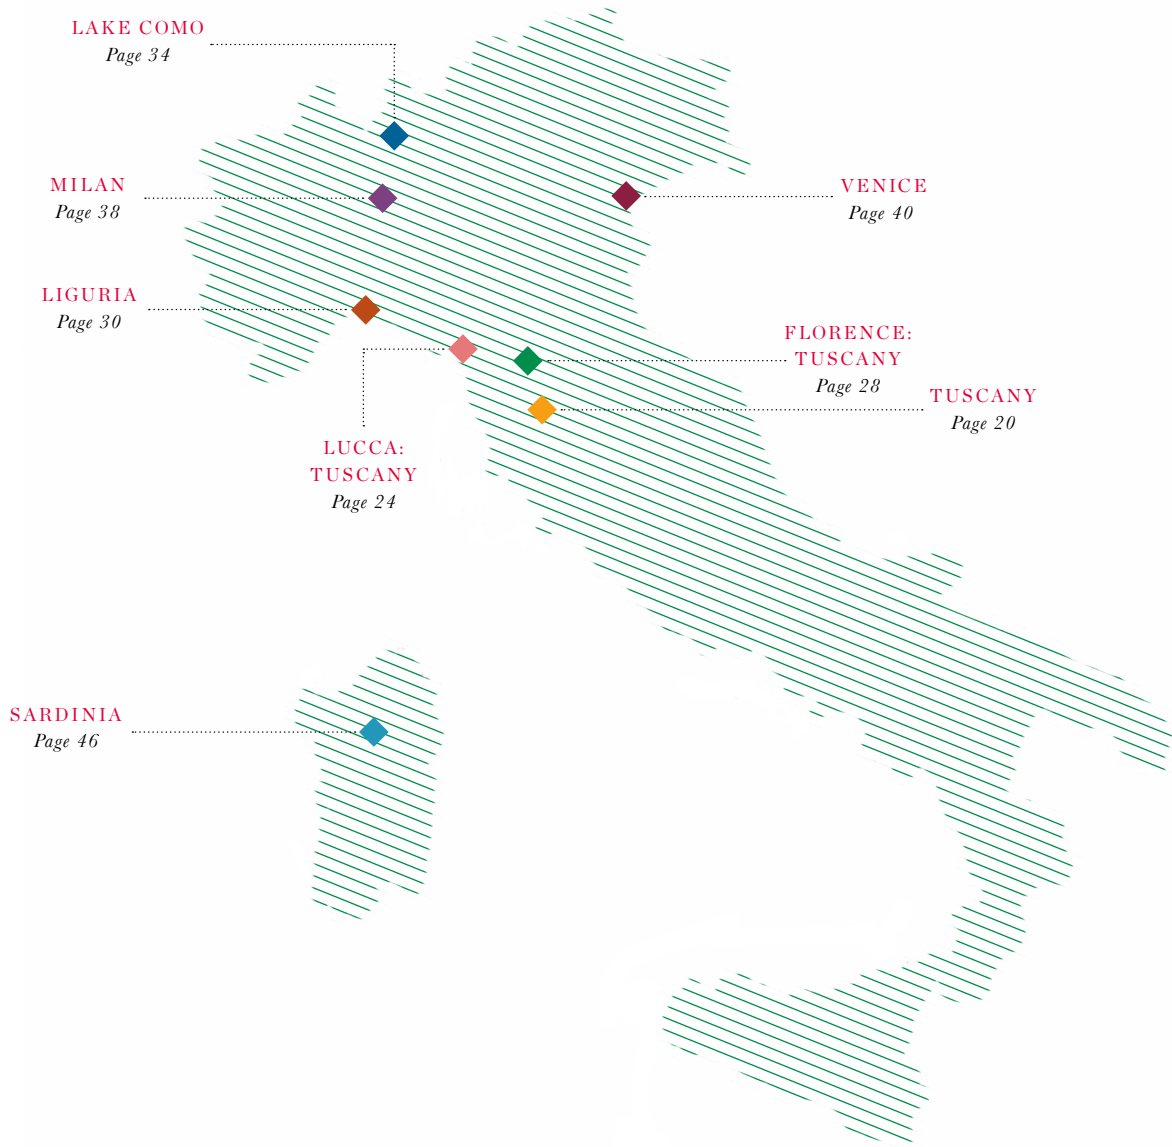 LAKE COMO
Page 34
MILAN
Page 38
VENICE
Page 40
LIGURIA
Page 30
FLORENCE:
TUSCANY
Page 28
TUSCANY
Page 20
LUCCA:
TUSCANY
Page 24
SARDINIA
Page 46